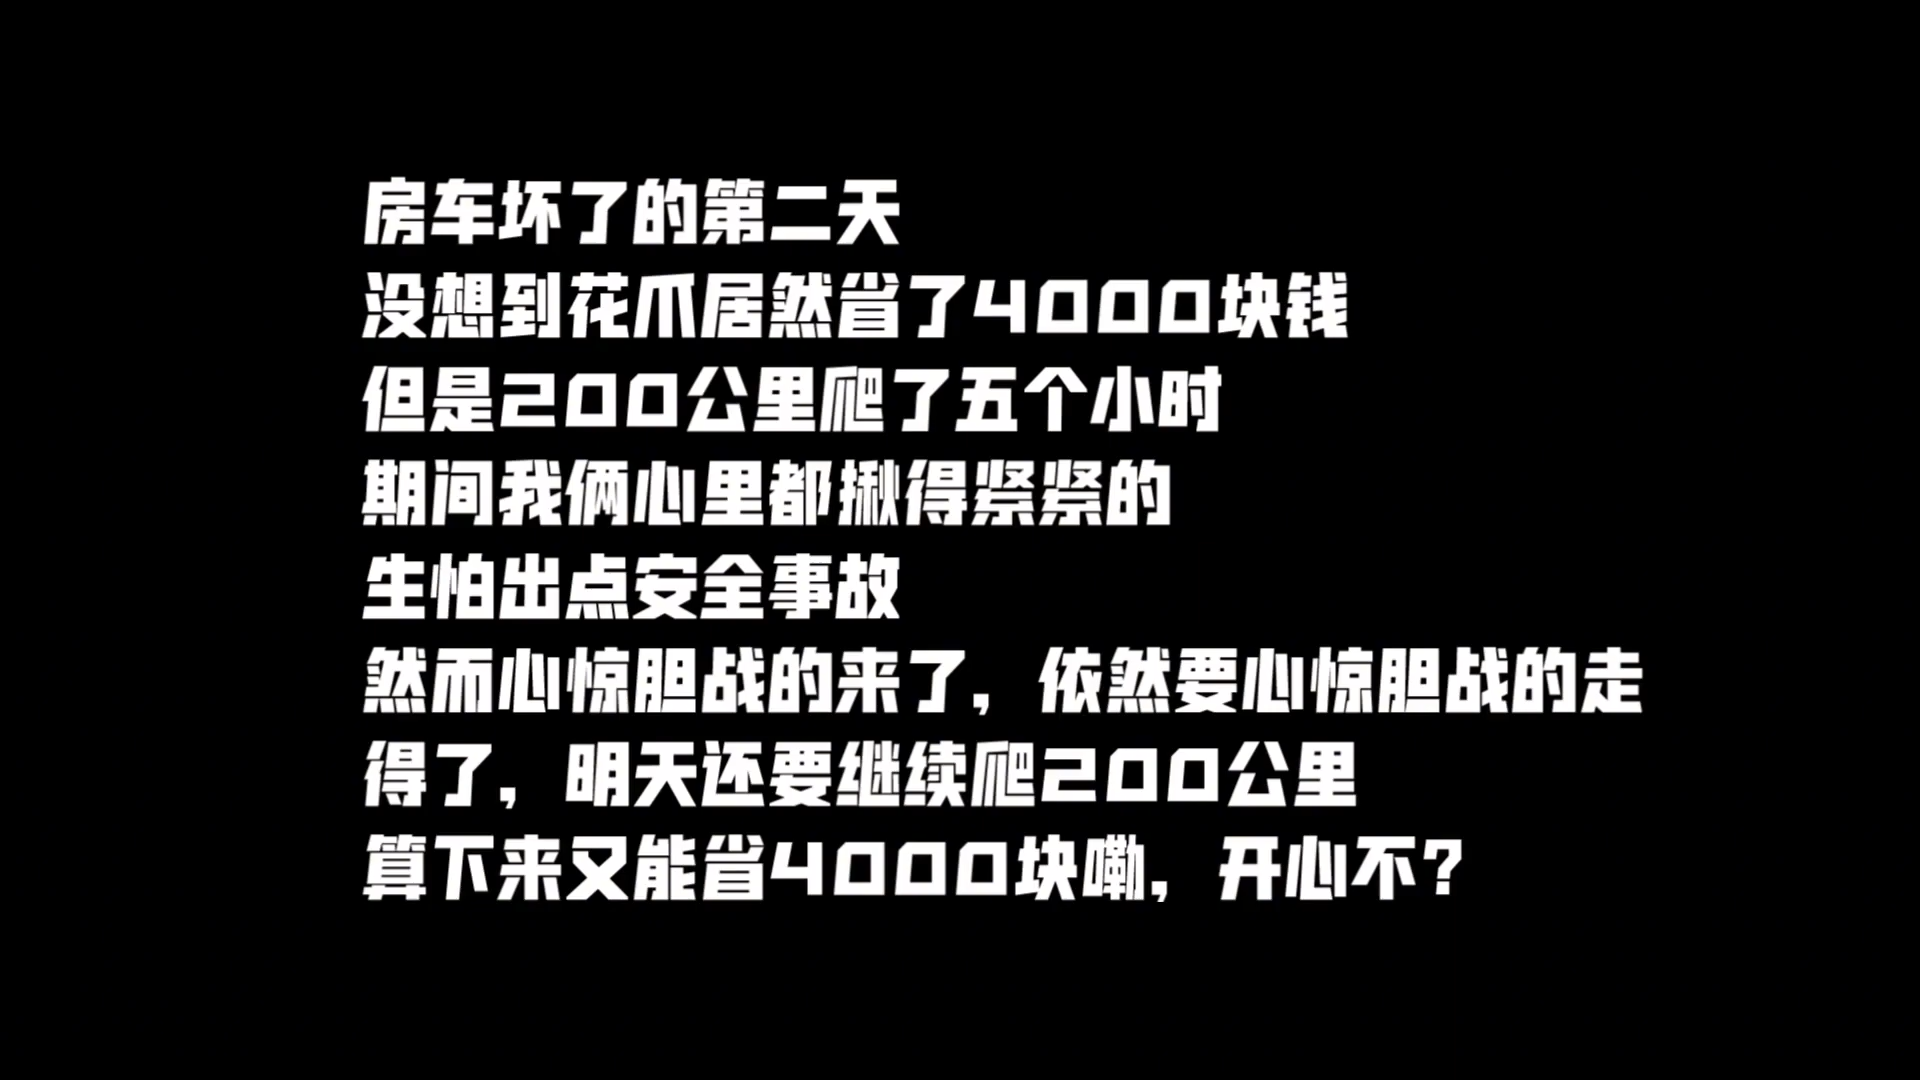 房车坏了的第二天
没想到花爪居然省了4000块钱
但是200公里爬了五个小时
期间我俩心里都揪得紧紧的
生怕出点安全事故
然而心惊胆战的来了，依然要心惊胆战的走
得了，明天还要继续爬200公里
算下来又能省4000块嘞，开心不？